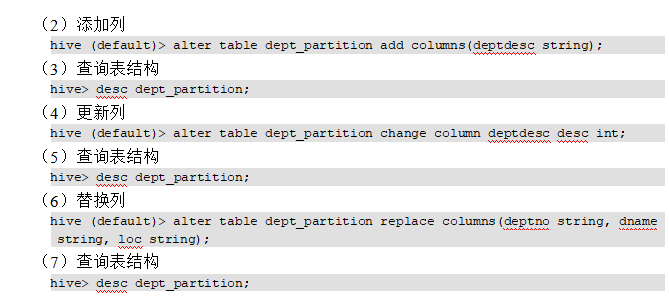 （2）添加列
hive (default)> alter table dept_partition add columns(deptdesc string);
（3）查询表结构
hive> desc dept_partition;
（4）更新列
hive (default)> alter table dept_partition change column deptdesc desc int;
（5）查询表结构
hive> desc dept_partition;
（6）替换列
hive (default)> alter table dept_partition replace columns(deptno string, dname
string, loc string);
（7）查询表结构
hive> desc dept_partition;